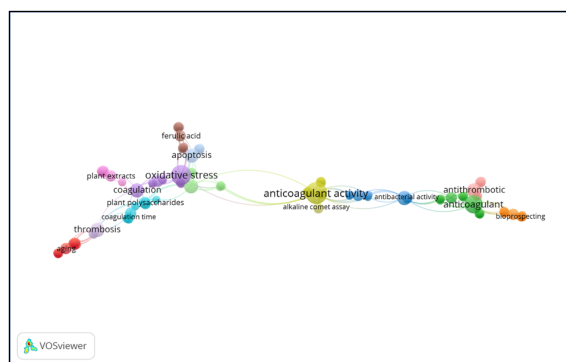 ferulic acid
apoptosis
plant extracts
oxidative stress
coagulation
anticoagulant activity
antithrombotic
antibacterial activity
plant polysaccharides
alkaline comet assay
anticoagulant
coagulation time
bioprospecting
thrombosis
aging
VOSviewer